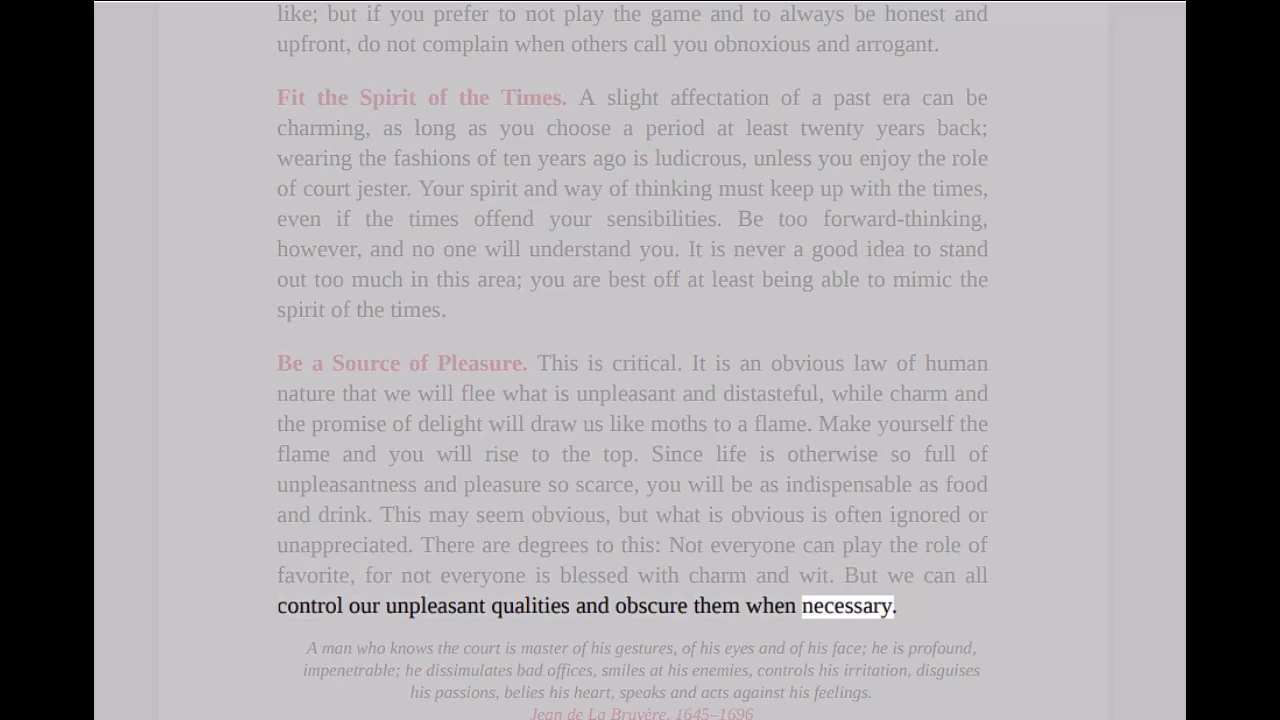 like; but if you prefer to not play the game and to always be honest and
upfront, do not complain when others call you obnoxious and arrogant.
Fit the Spirit of the Times. A slight affectation of a past era can be
charming, as long as you choose a period at least twenty years back;
wearing the fashions of ten years ago is ludicrous, unless you enjoy the role
of court jester. Your spirit and way of thinking must keep up with the times,
even if the times offend your sensibilities. Be too forward-thinking,
however, and no one will understand you. It is never a good idea to stand
out too much in this area; you are best off at least being able to mimic the
spirit of the times.
Be a Source of Pleasure. This is critical. It is an obvious law of human
nature that we will flee what is unpleasant and distasteful, while charm and
the promise of delight will draw us like moths to a flame. Make yourself the
flame and you will rise to the top. Since life is otherwise so full of
unpleasantness and pleasure so scarce, you will be as indispensable as food
and drink. This may seem obvious, but what is obvious is often ignored or
unappreciated. There are degrees to this: Not everyone can play the role of
favorite, for not everyone is blessed with charm and wit. But we can all
control our unpleasant qualities and obscure them when necessary.
A man who knows the court is master of his gestures, of his eyes and of his face; he is profound,
impenetrable; he dissimulates bad offices, smiles at his enemies, controls his irritation, disguises
his passions, belies his heart, speaks and acts against his feelings.
Jean de La Bruyère, 1645–1696